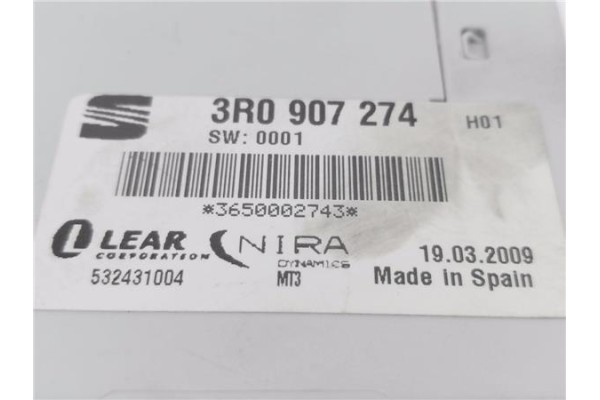 3R0 907 274 H01
SW: 0001
*3650002743*
LEAR CORPORATION NIRA DYNAMICS 19.03.2009
532431004 MT3 Made in Spain